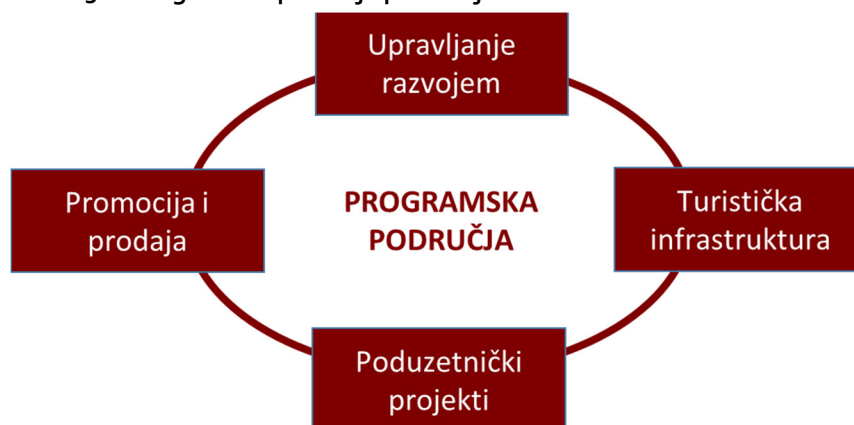 Upravljanje
razvojem
Promocija i
prodaja
PROGRAMSKA
PODRUČJA
Turistička
infrastruktura
Poduzetnički
projekti